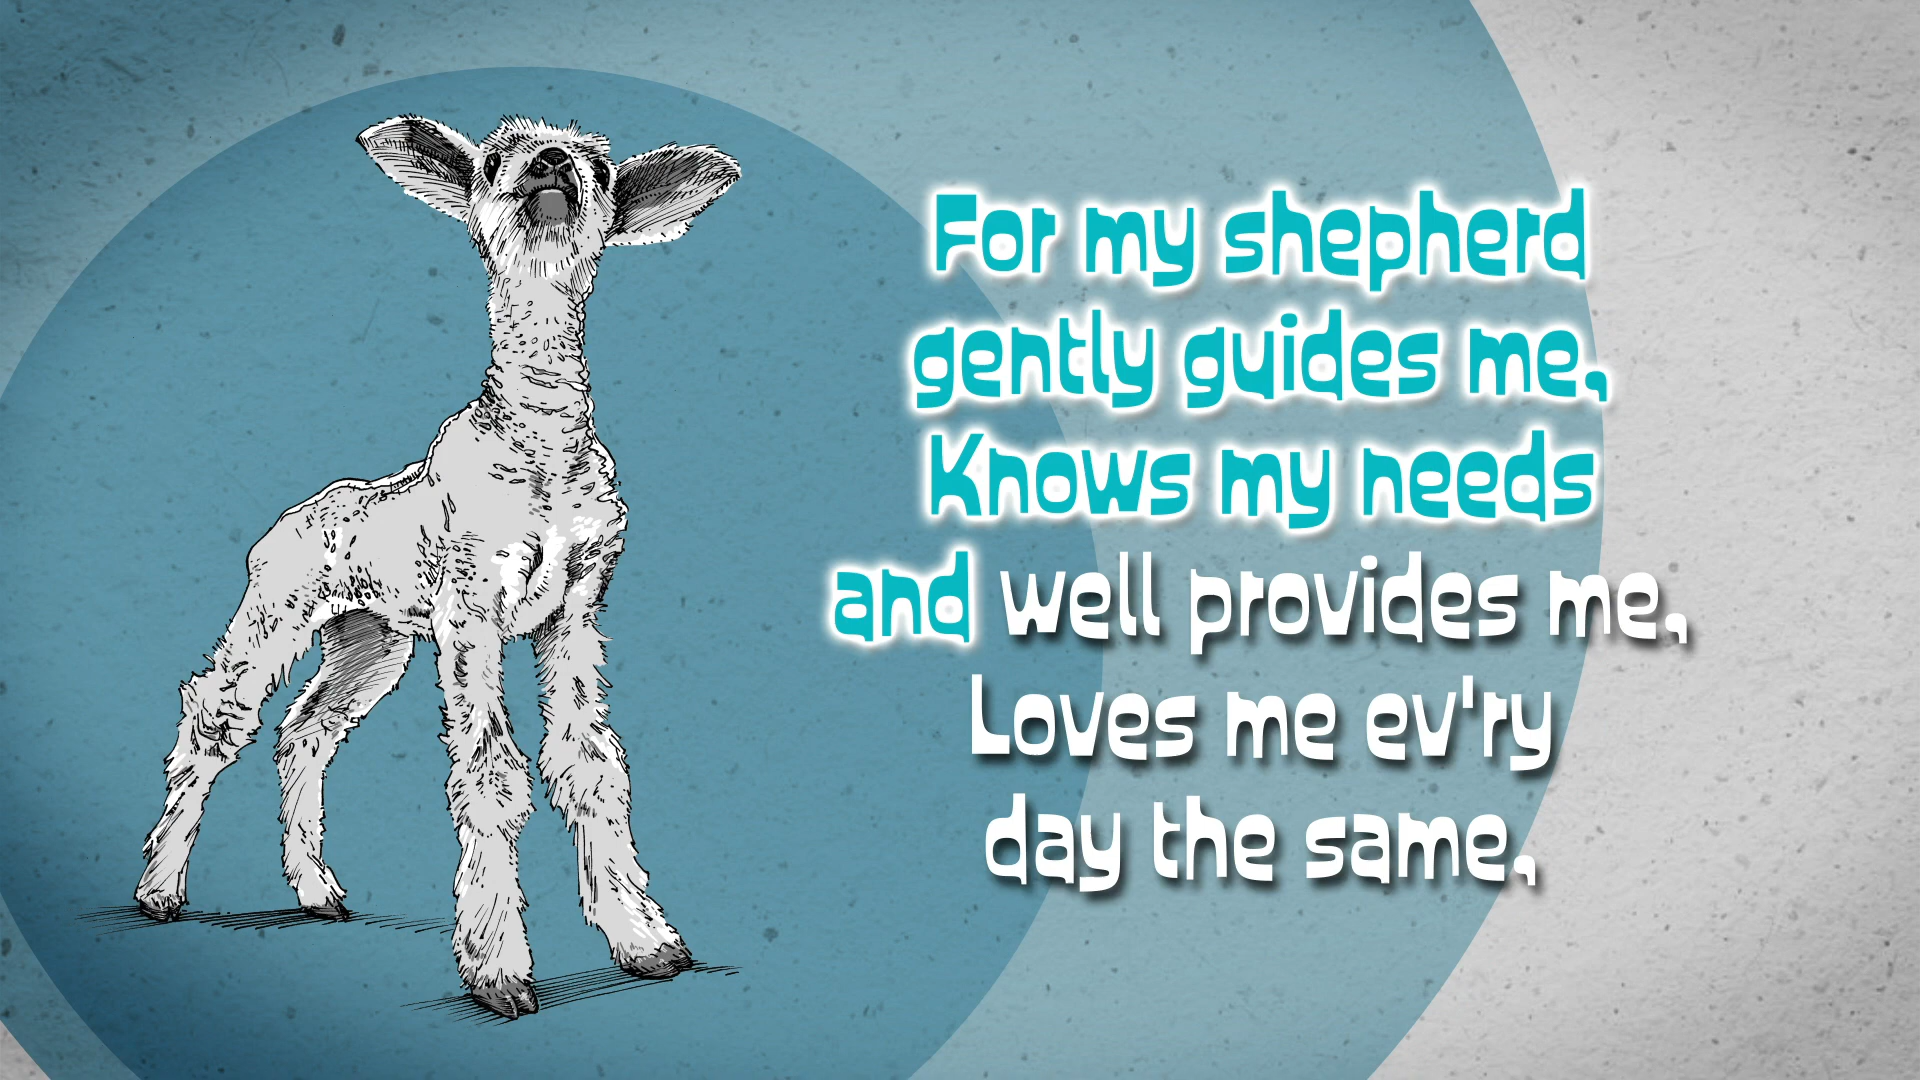 For my shepherd
gently guides me,
Knows my needs
and well provides me,
Loves me ev'ry
day the same,